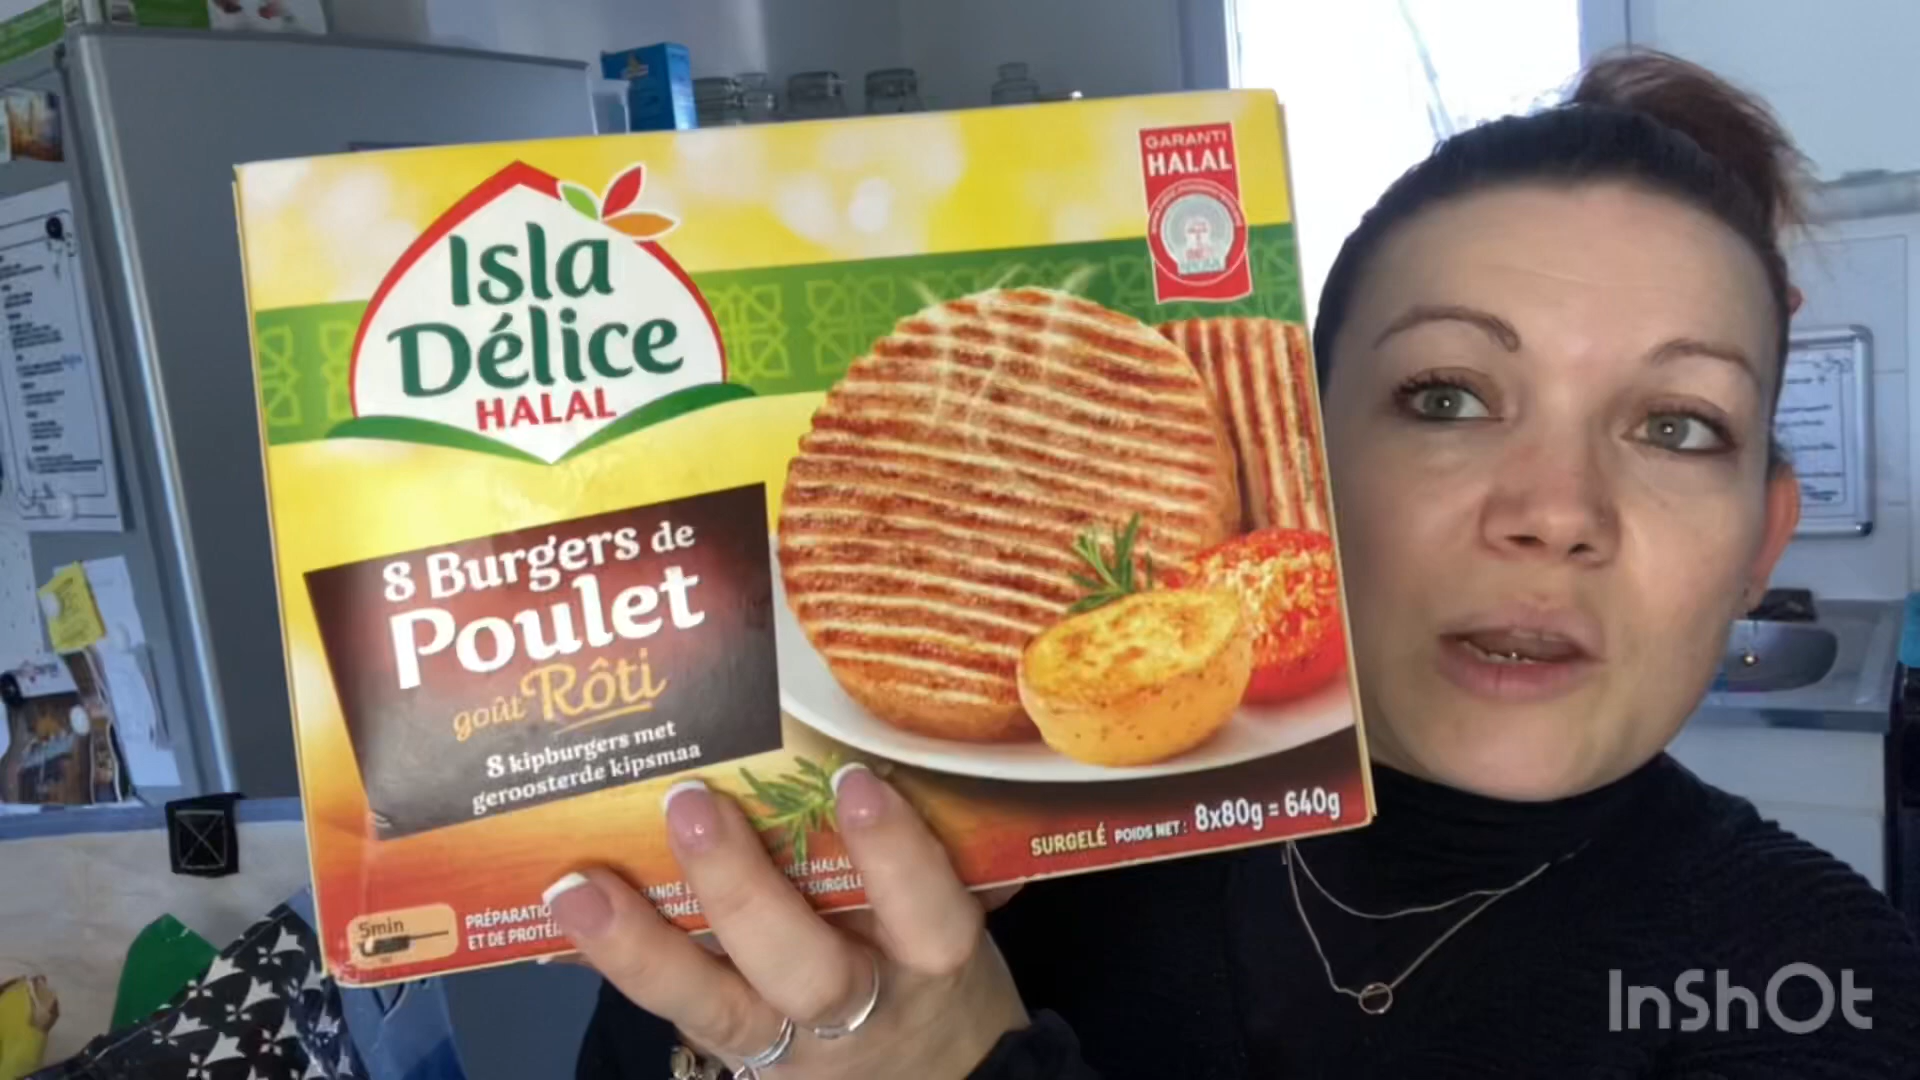 GARANTI
HALAL
Isla
Délice
HALAL
8 Burgers de
Poulet
goût Rôti
8 kipburgers met
geroosterde kipsmaa
SURGELÉ POIDS NET : 8x80g = 640g
5min
PRÉPARATIO
ET DE PROTÉI
InShOt